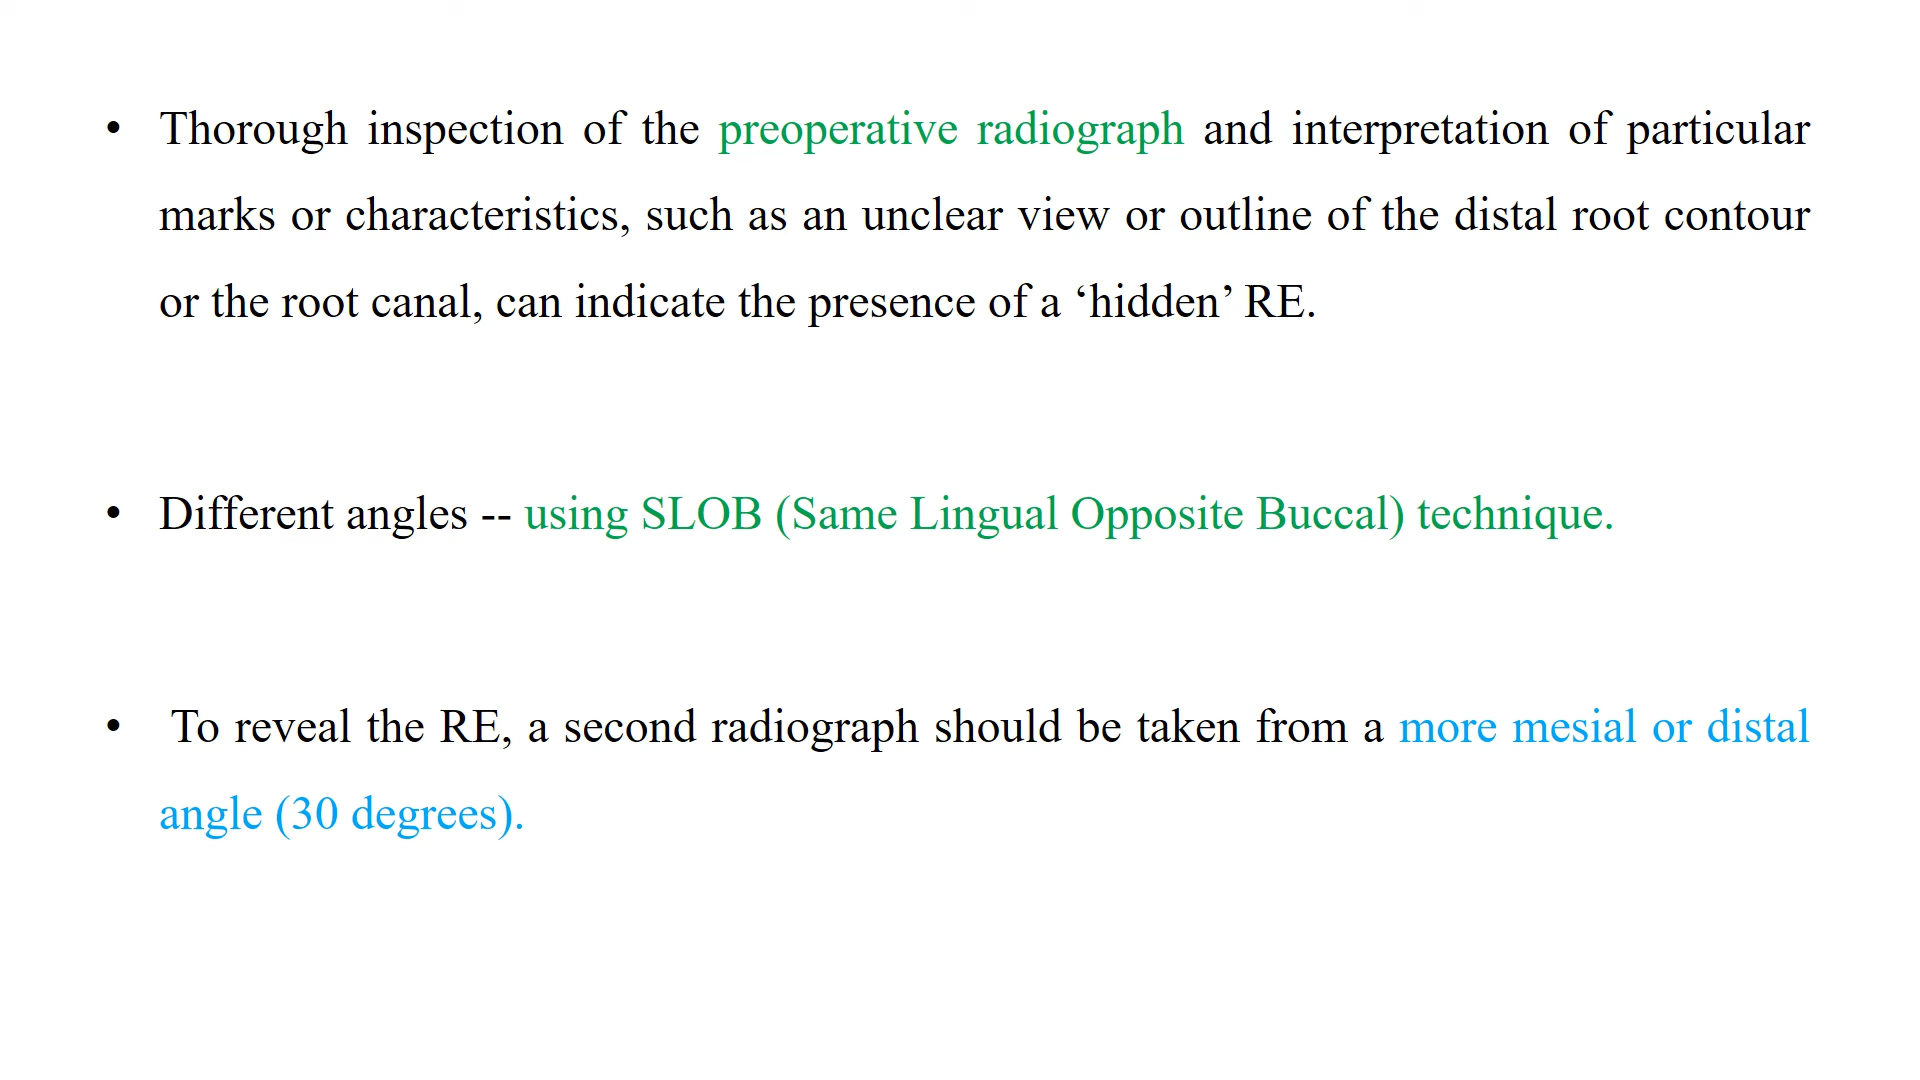 • Thorough inspection of the preoperative radiograph and interpretation of particular
marks or characteristics, such as an unclear view or outline of the distal root contour
or the root canal, can indicate the presence of a ‘hidden’ RE.
• Different angles -- using SLOB (Same Lingual Opposite Buccal) technique.
• To reveal the RE, a second radiograph should be taken from a more mesial or distal
angle (30 degrees).